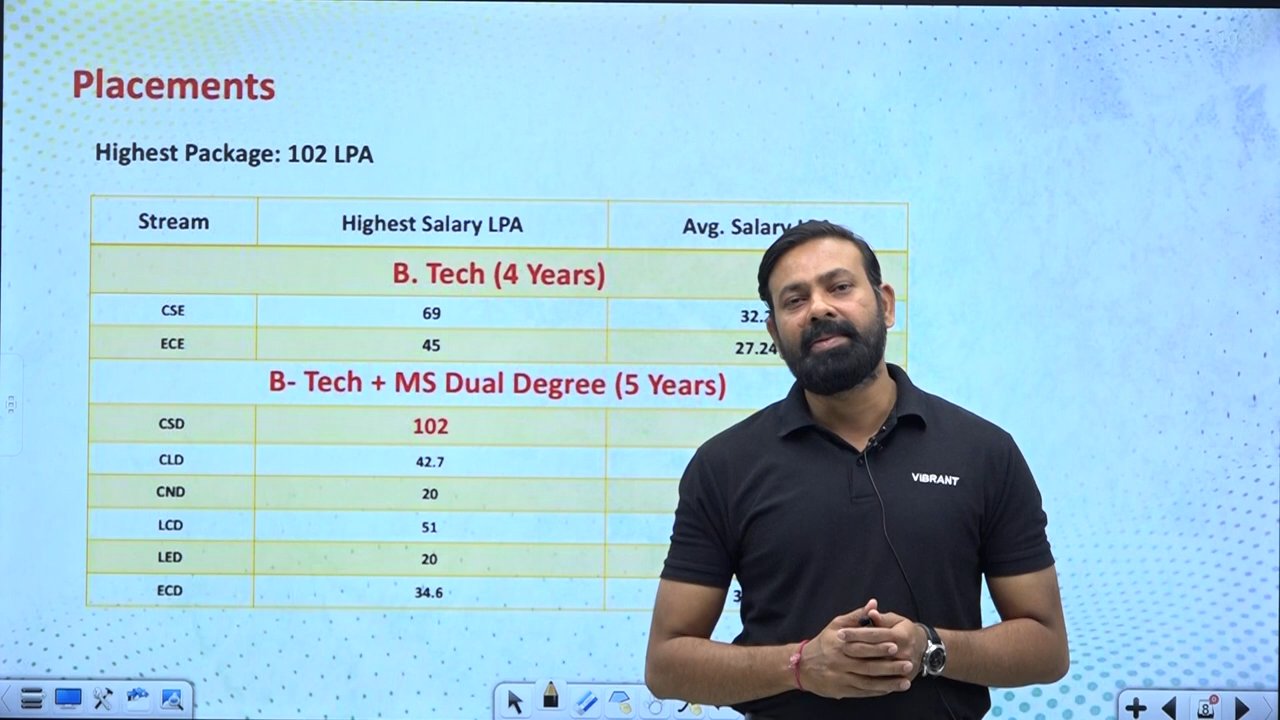 Placements
Highest Package: 102 LPA
Stream Highest Salary LPA Avg. Salary
B. Tech (4 Years)
CSE 69
ECE 45 27.24
B- Tech + MS Dual Degree (5 Years)
CSD 102
CLD 42.7
CND 20
LCD 51
LED 20
ECD 34.6
VIBRANT
8